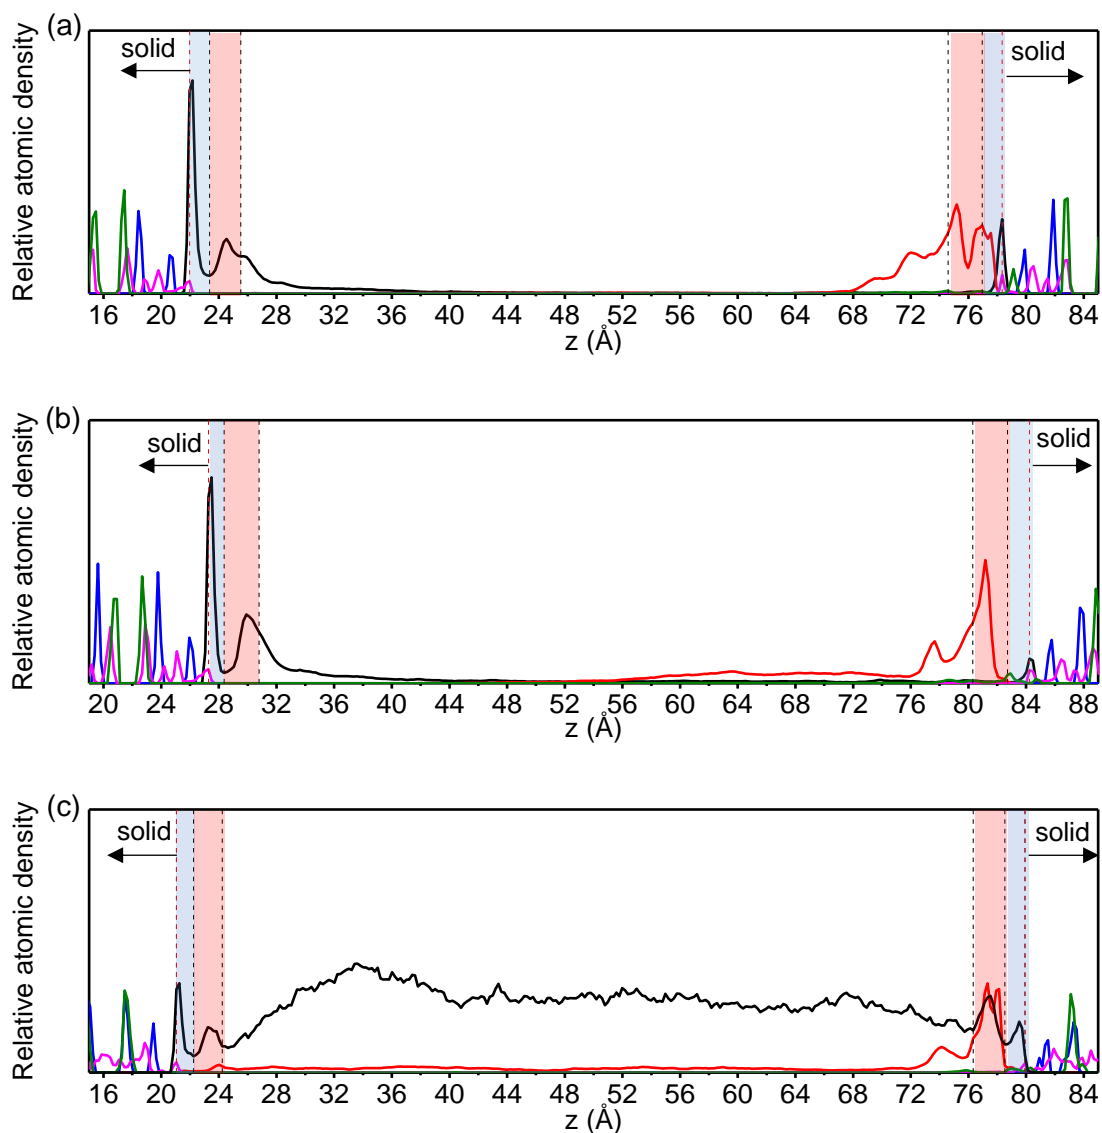 (a)
Relative atomic density
solid
solid
16 20 24 28 32 36 40 44 48 52 56 60 64 68 72 76 80 84
z (Å)
(b)
Relative atomic density
solid
solid
20 24 28 32 36 40 44 48 52 56 60 64 68 72 76 80 84 88
z (Å)
(c)
Relative atomic density
solid
solid
16 20 24 28 32 36 40 44 48 52 56 60 64 68 72 76 80 84
z (Å)